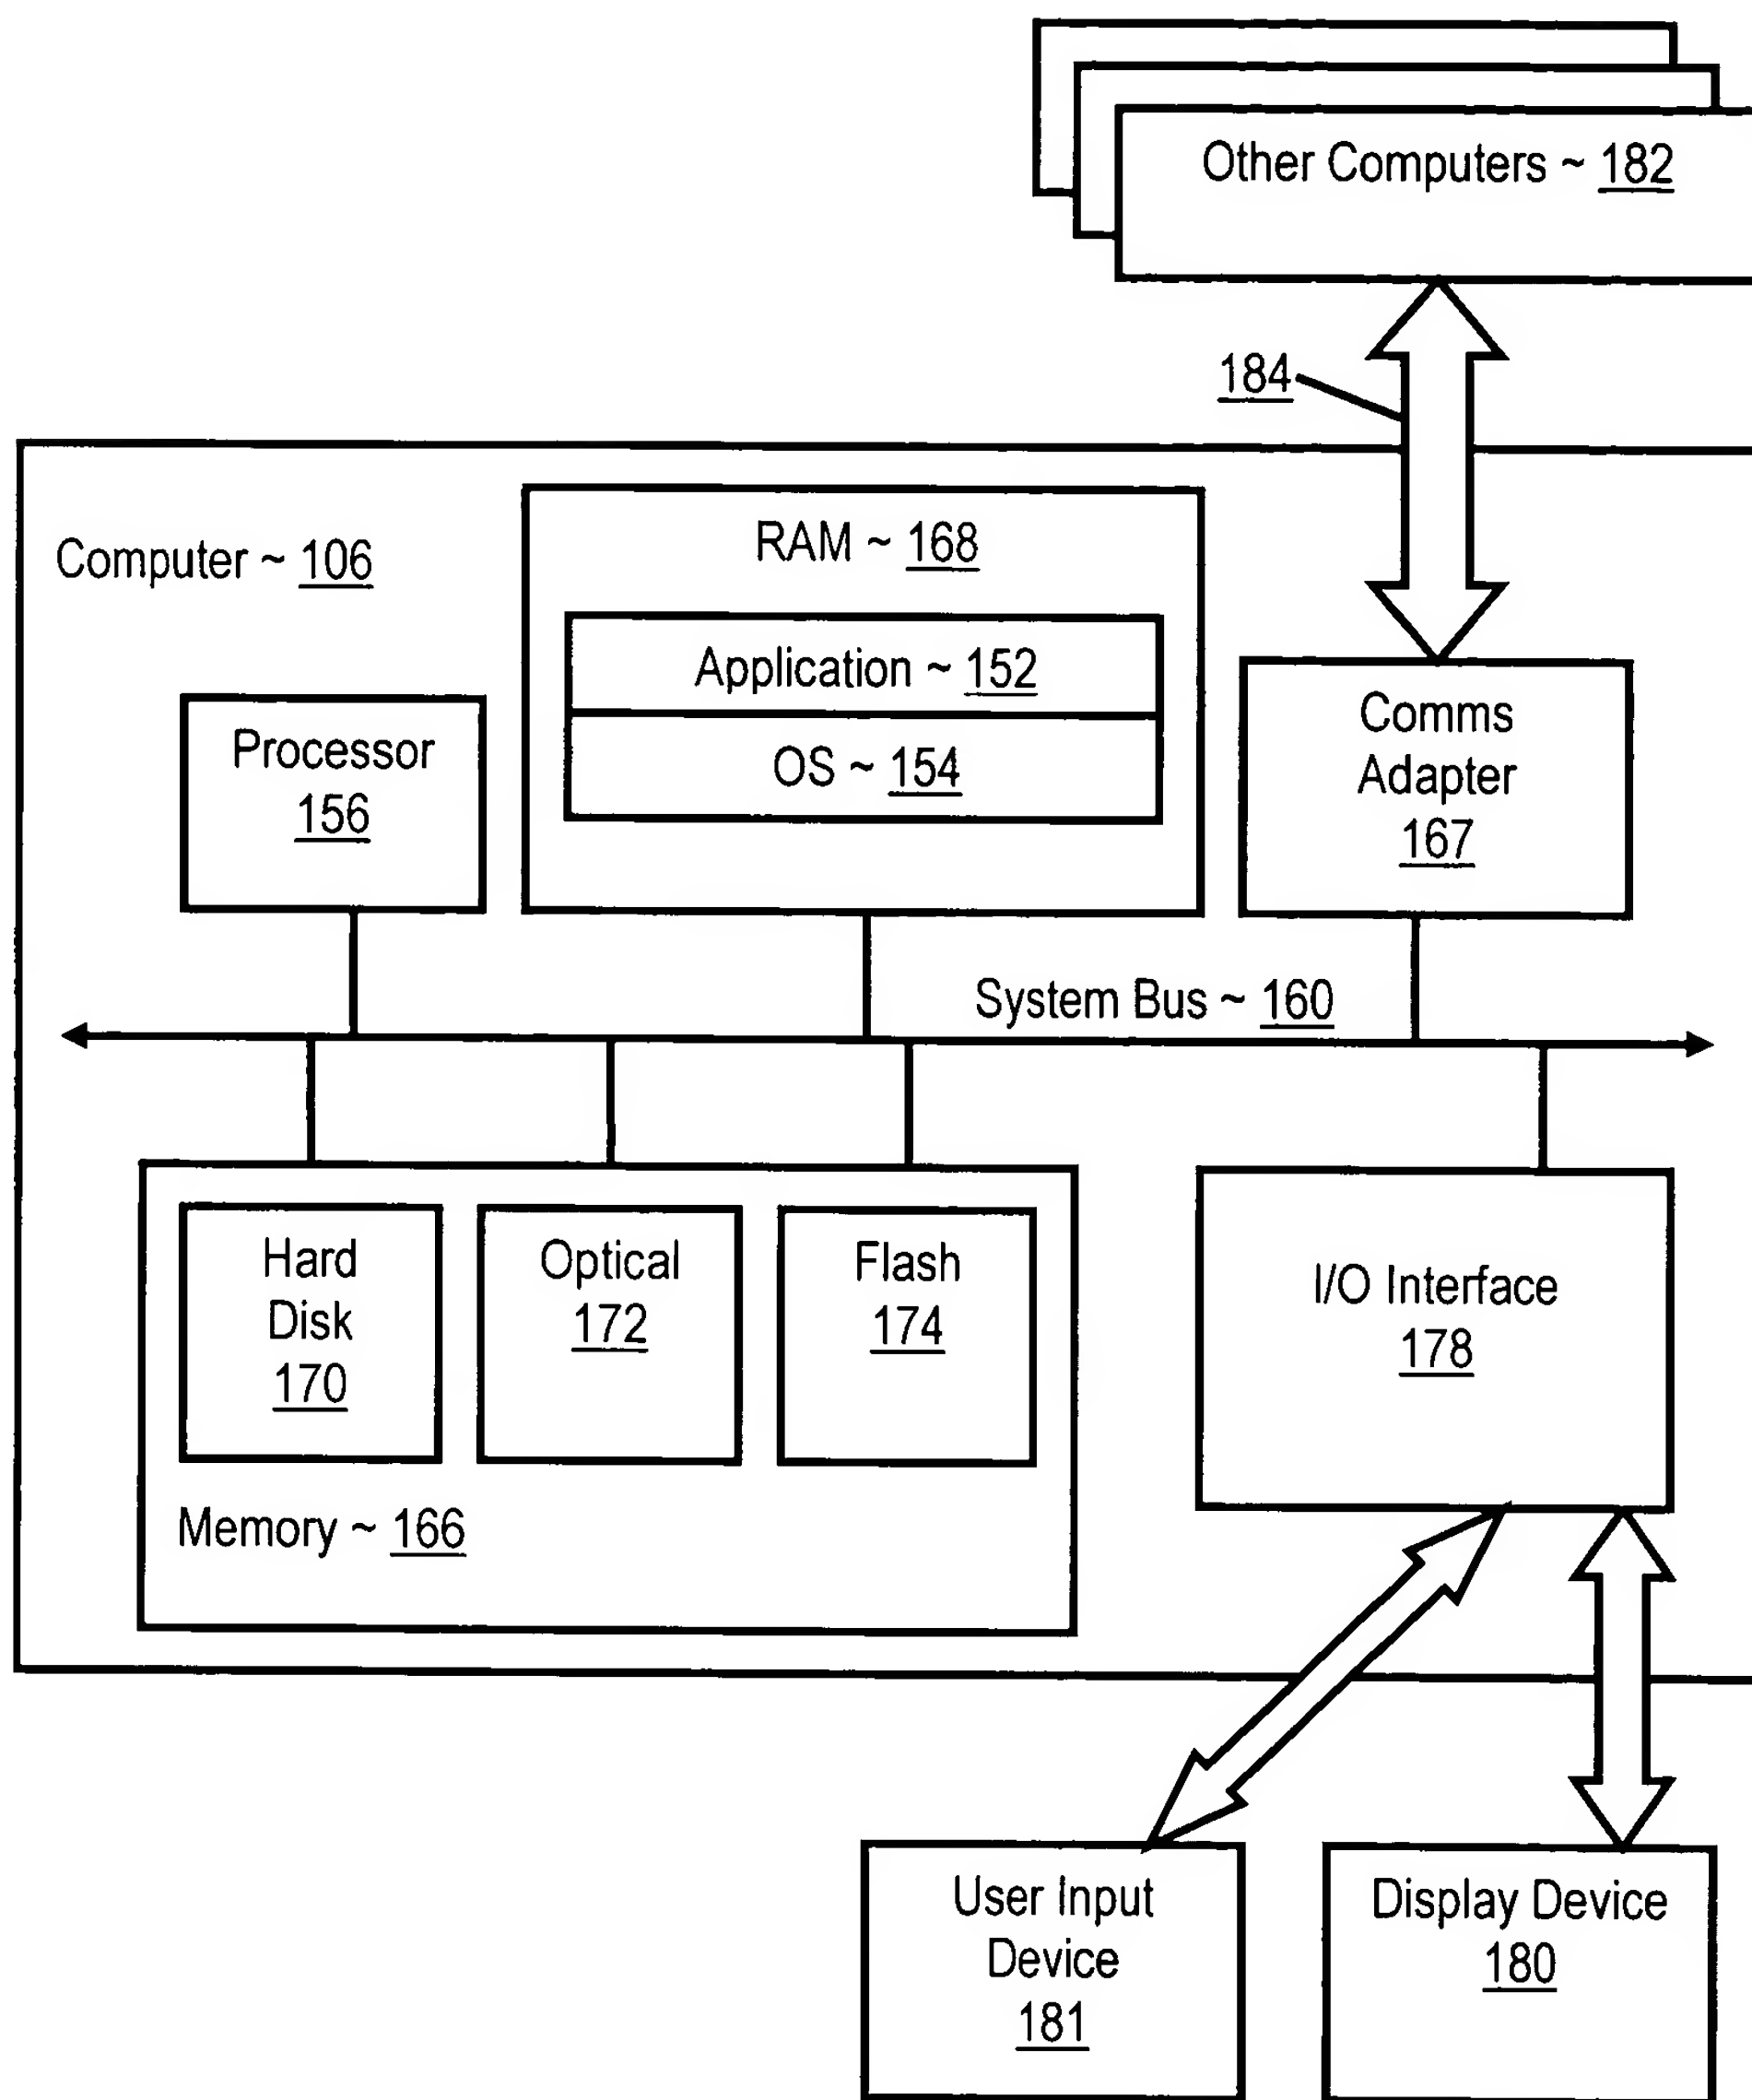 Other Computers ~ 182
184
Computer ~ 106
RAM ~ 168
Application ~ 152
OS ~ 154
Processor
156
Comms
Adapter
167
System Bus ~ 160
Hard
Disk
170
Optical
172
Flash
174
Memory ~ 166
I/O Interface
178
User Input
Device
181
Display Device
180